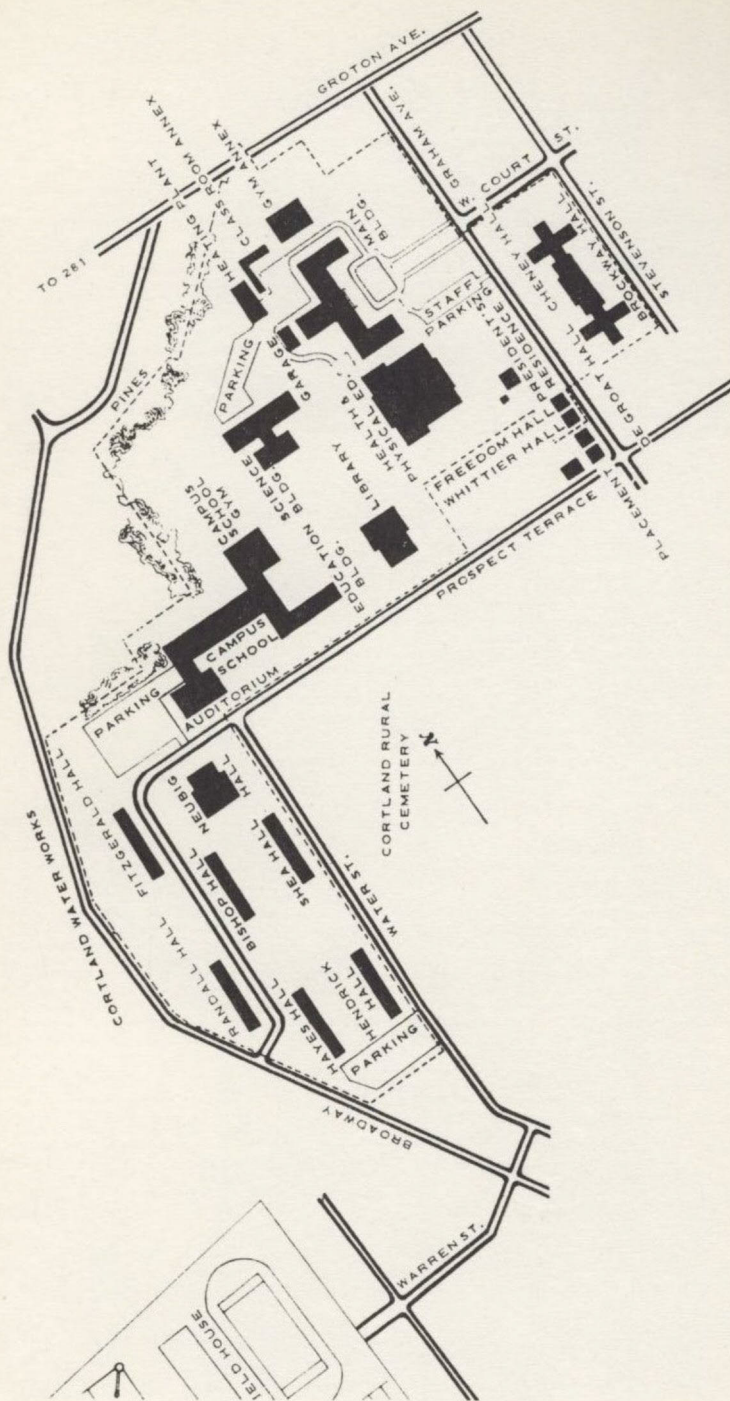 GROTON AVE.
TO 281
HEATING PLANT
CLASS ROOM ANNEX
GYM ANNEX
W. GRAHAM AVE.
W. COURT ST.
STEVENSON ST.
MAIN
BLDG.
CHENEY HALL
BROCKWAY HALL
DE GROAT HALL
STAFF
PARKING
PRESIDENT'S
RESIDENCE
FREEDOM HALL
WHITTIER HALL
PLACEMENT
PINES
PARKING
GARAGE
HEALTH &
PHYSICAL ED.
SCIENCE
BLDG.
LIBRARY
CAMPUS
SCHOOL
GYM
EDUCATION
BLDG.
CAMPUS
SCHOOL
AUDITORIUM
PARKING
PROSPECT TERRACE
CORTLAND RURAL
CEMETERY
N
CORTLAND WATER WORKS
FITZGERALD HALL
NEUBIG
HALL
BISHOP HALL
SHEA HALL
WATER ST.
RANDALL HALL
HAYES HALL
HENDRICK
HALL
PARKING
BROADWAY
WARREN ST.
IELD HOUSE